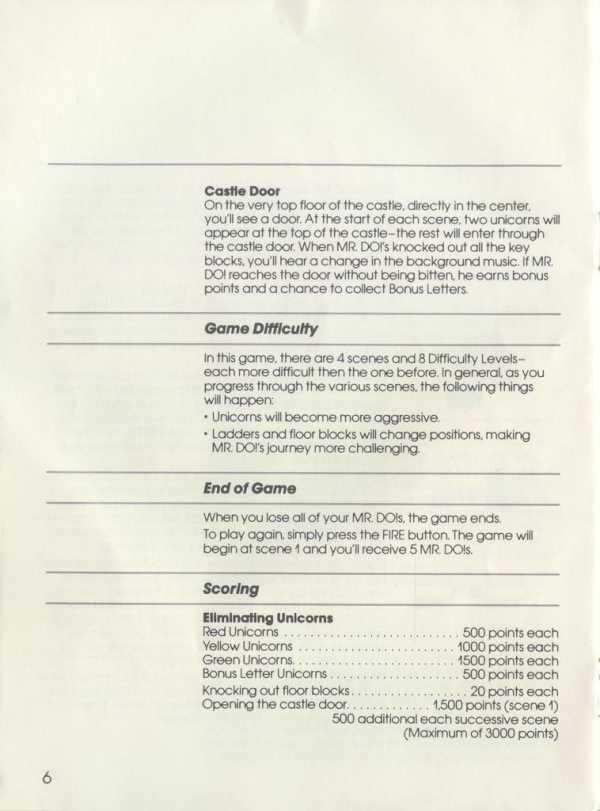 Castle Door
On the very top floor of the castle, directly in the center,
you'll see a door. At the start of each scene, two unicorns will
appear at the top of the castle–the rest will enter through
the castle door. When MR. DO!'s knocked out all the key
blocks, you'll hear a change in the background music. If MR.
DO! reaches the door without being bitten, he earns bonus
points and a chance to collect Bonus Letters.
Game Difficulty
In this game, there are 4 scenes and 8 Difficulty Levels–
each more difficult then the one before. In general, as you
progress through the various scenes, the following things
will happen:
• Unicorns will become more aggressive.
• Ladders and floor blocks will change positions, making
MR. DO!'s journey more challenging.
End of Game
When you lose all of your MR. DO!s, the game ends.
To play again, simply press the FIRE button. The game will
begin at scene 1 and you'll receive 5 MR. DO!s.
Scoring
Eliminating Unicorns
Red Unicorns . . . . . . . . . . . . . . . . . . . . . . . . . . . 500 points each
Yellow Unicorns . . . . . . . . . . . . . . . . . . . . . . . . 1000 points each
Green Unicorns. . . . . . . . . . . . . . . . . . . . . . . . . 1500 points each
Bonus Letter Unicorns . . . . . . . . . . . . . . . . . . . . 500 points each
Knocking out floor blocks. . . . . . . . . . . . . . . . . . 20 points each
Opening the castle door. . . . . . . . . . . . . 1,500 points (scene 1)
500 additional each successive scene
(Maximum of 3000 points)
6